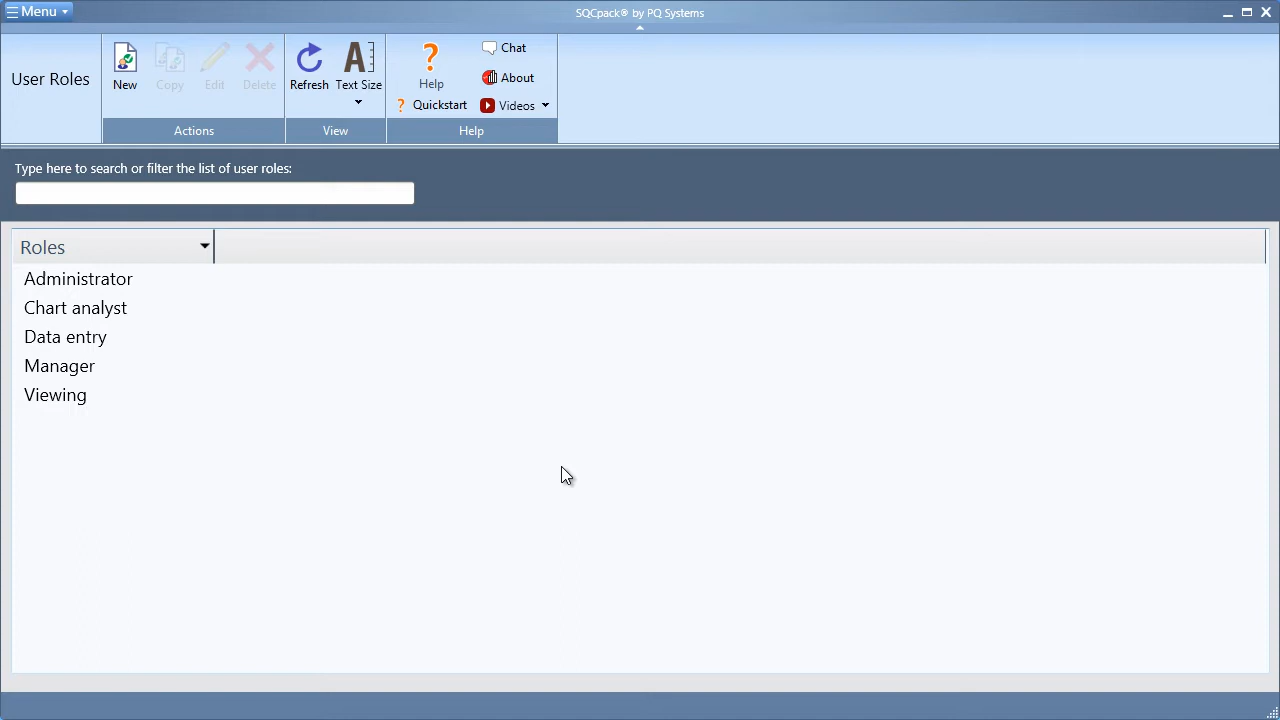 Menu
SQCpack® by PQ Systems
User Roles
New
Copy
Edit
Delete
Actions
Refresh
Text Size
View
Help
Quickstart
Chat
About
Videos
Help
Type here to search or filter the list of user roles:
Roles
Administrator
Chart analyst
Data entry
Manager
Viewing